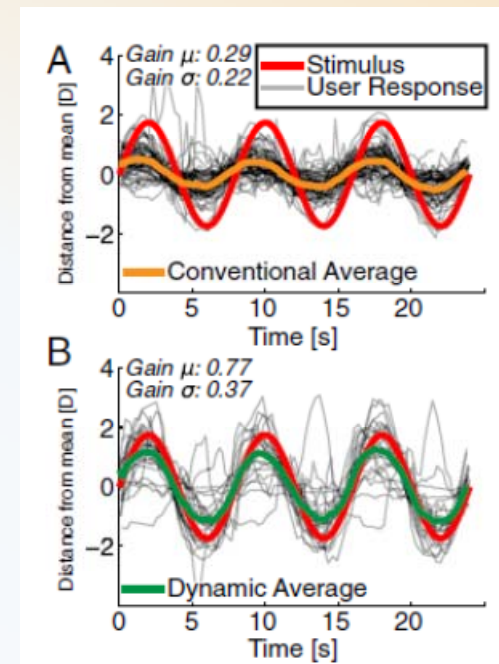 A
Gain μ: 0.29
Gain σ: 0.22
Stimulus
User Response
Distance from mean [D]
4
2
0
−2
Conventional Average
0 5 10 15 20
Time [s]
B
Gain μ: 0.77
Gain σ: 0.37
Distance from mean [D]
4
2
0
−2
Dynamic Average
0 5 10 15 20
Time [s]